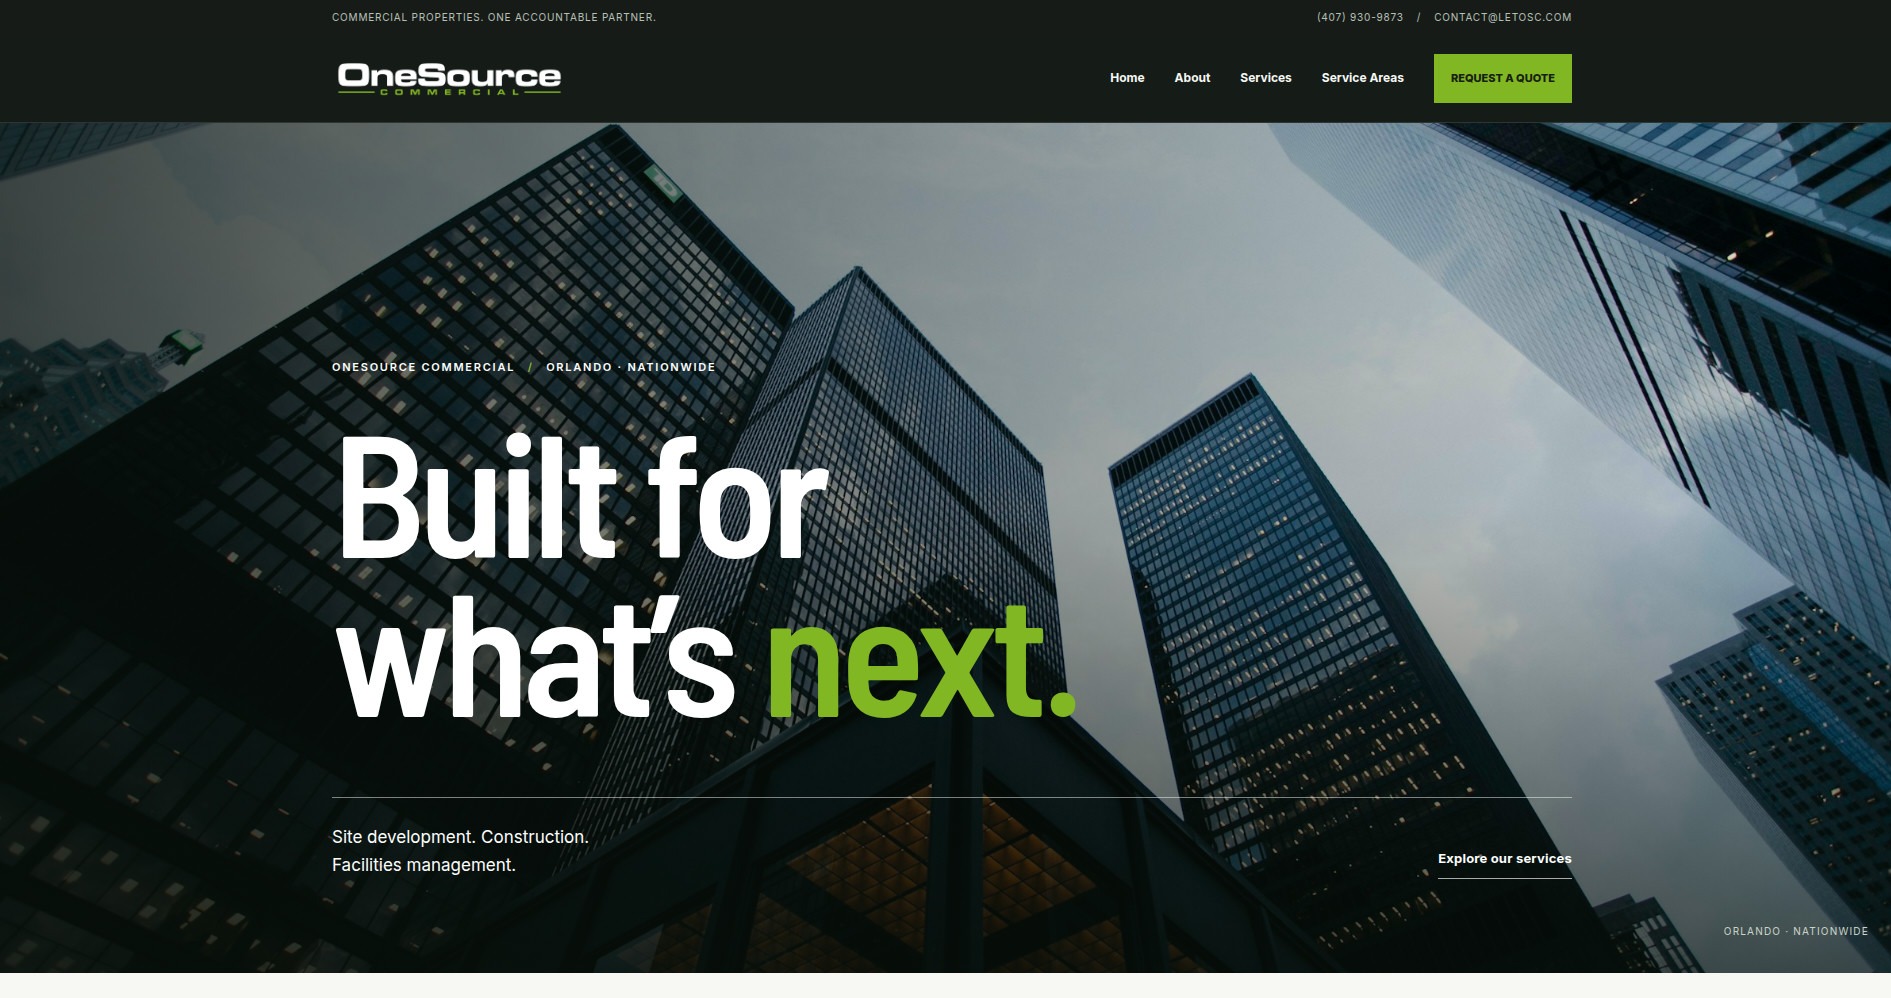 COMMERCIAL PROPERTIES. ONE ACCOUNTABLE PARTNER.
(407) 930-9873 / CONTACT@LETOSC.COM
OneSource
COMMERCIAL
Home About Services Service Areas REQUEST A QUOTE
ONESOURCE COMMERCIAL / ORLANDO · NATIONWIDE
Built for
what’s next.
Site development. Construction.
Facilities management.
Explore our services
ORLANDO · NATIONWIDE